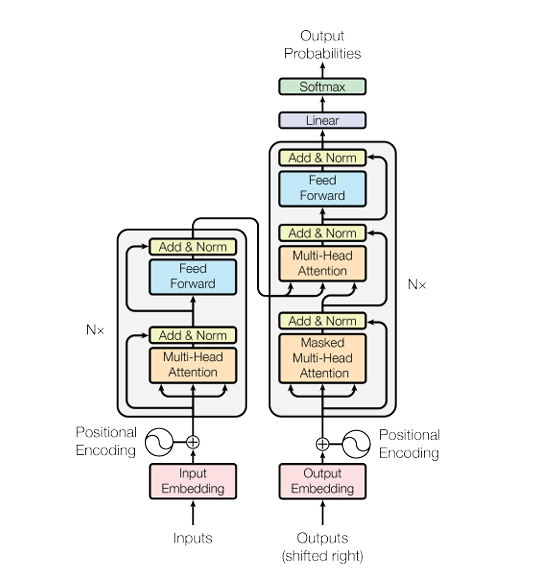 Output
Probabilities
Softmax
Linear
Add & Norm
Feed
Forward
Add & Norm
Multi-Head
Attention
Add & Norm
Masked
Multi-Head
Attention
N×
Add & Norm
Feed
Forward
Add & Norm
Multi-Head
Attention
N×
Positional
Encoding
Positional
Encoding
Input
Embedding
Output
Embedding
Inputs
Outputs
(shifted right)